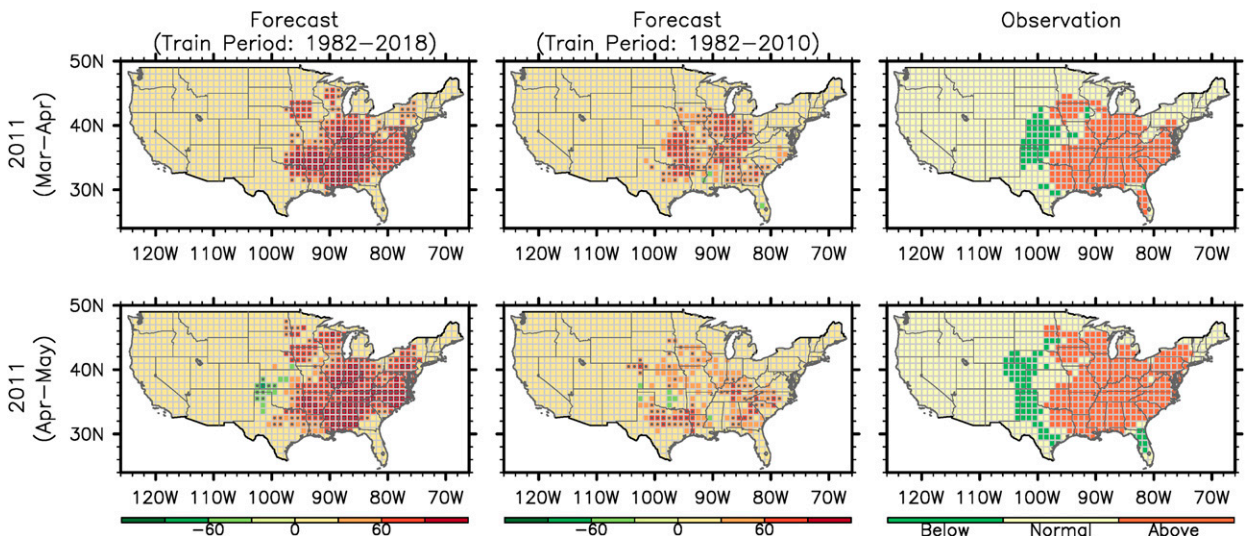 Forecast
(Train Period: 1982-2018)
Forecast
(Train Period: 1982-2010)
Observation
2011
(Mar-Apr)
50N
40N
30N
120W 110W 100W 90W 80W 70W
120W 110W 100W 90W 80W 70W
120W 110W 100W 90W 80W 70W
2011
(Apr-May)
50N
40N
30N
120W 110W 100W 90W 80W 70W
120W 110W 100W 90W 80W 70W
120W 110W 100W 90W 80W 70W
-60 0 60
-60 0 60
Below Normal Above